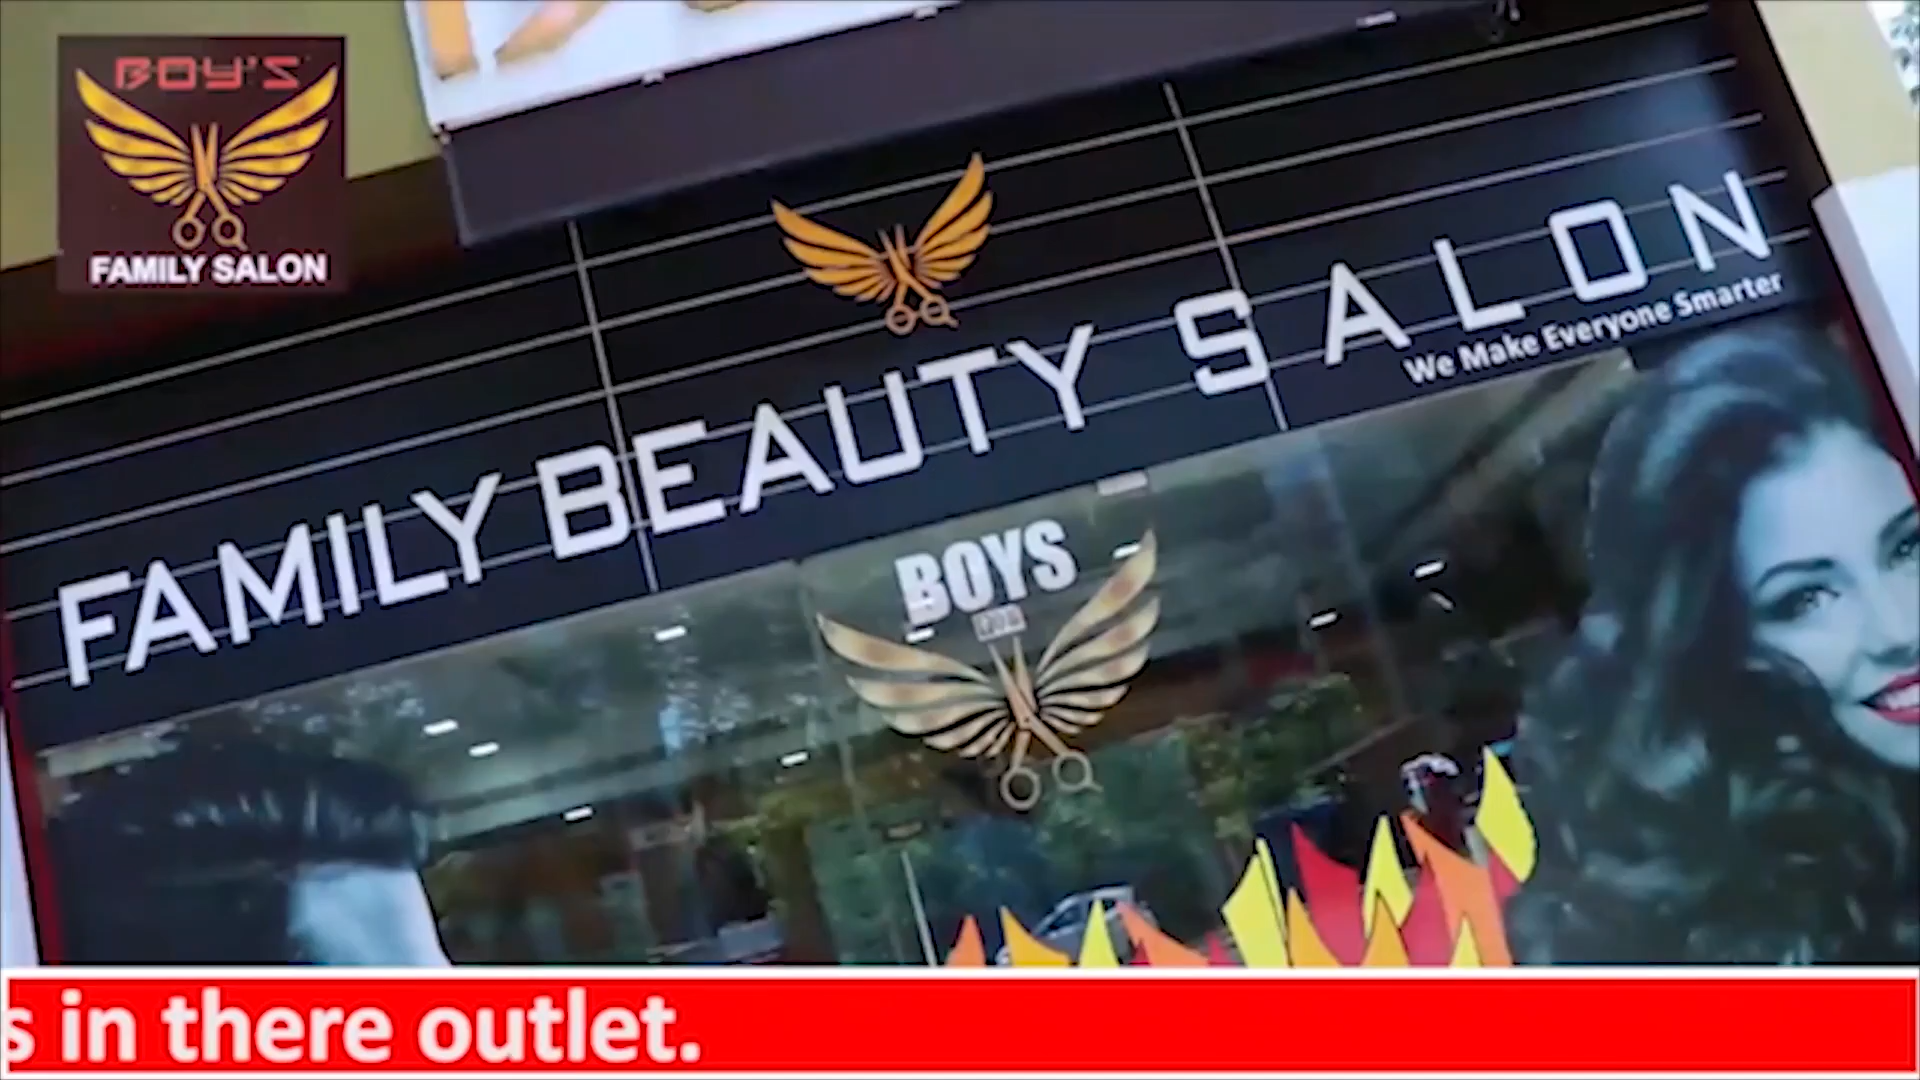 BOY'S
FAMILY SALON
FAMILY BEAUTY SALON
We Make Everyone Smarter
BOYS
s in there outlet.